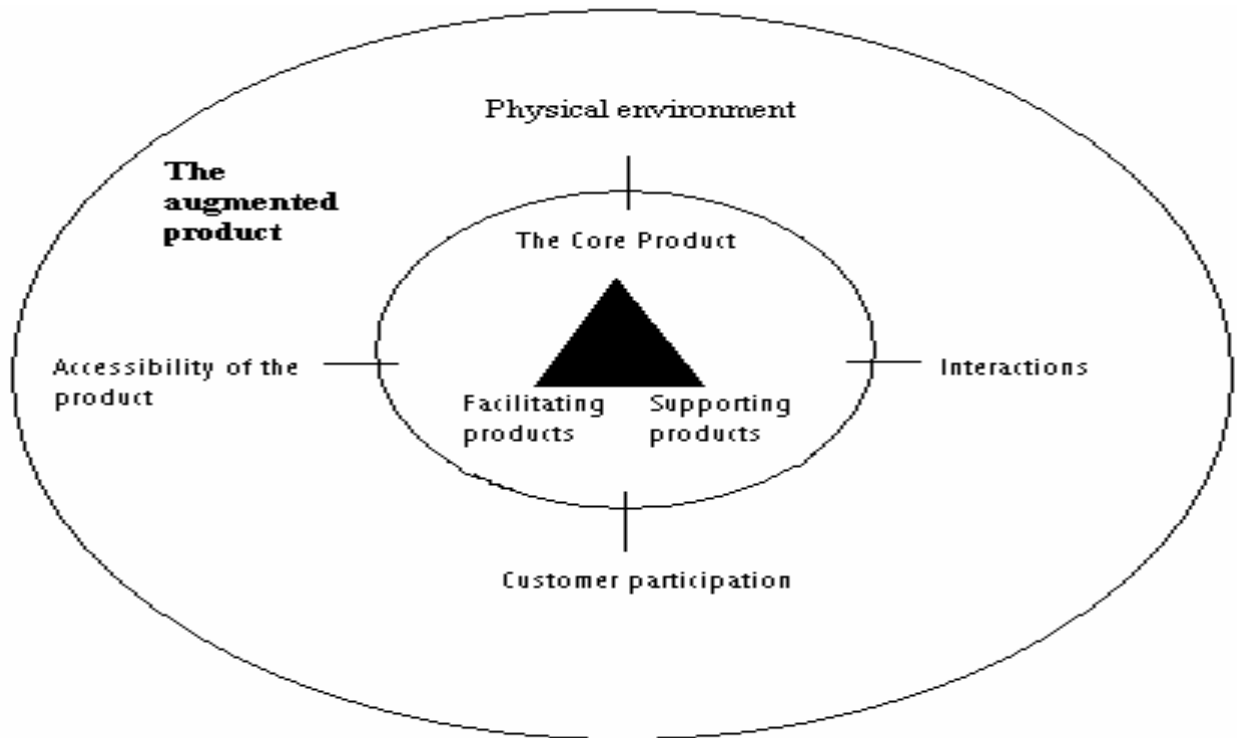 Physical environment
The
augmented
product
The Core Product
Accessibility of the
product
Interactions
Facilitating
products
Supporting
products
Customer participation